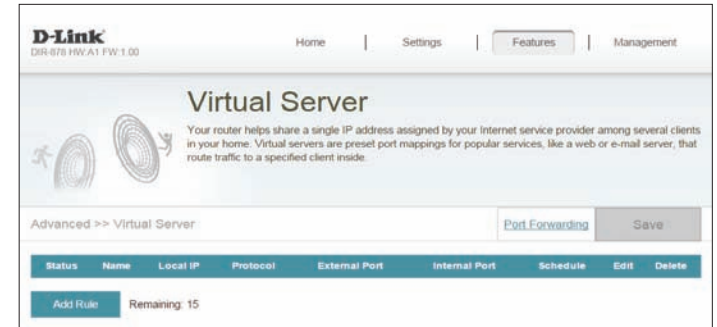 D-Link
DIR-878 HW:A1 FW:1.00
Home | Settings | Features | Management
Virtual Server
Your router helps share a single IP address assigned by your Internet service provider among several clients
in your home. Virtual servers are preset port mappings for popular services, like a web or e-mail server, that
route traffic to a specified client inside.
Advanced >> Virtual Server Port Forwarding Save
Status Name Local IP Protocol External Port Internal Port Schedule Edit Delete
Add Rule Remaining: 15